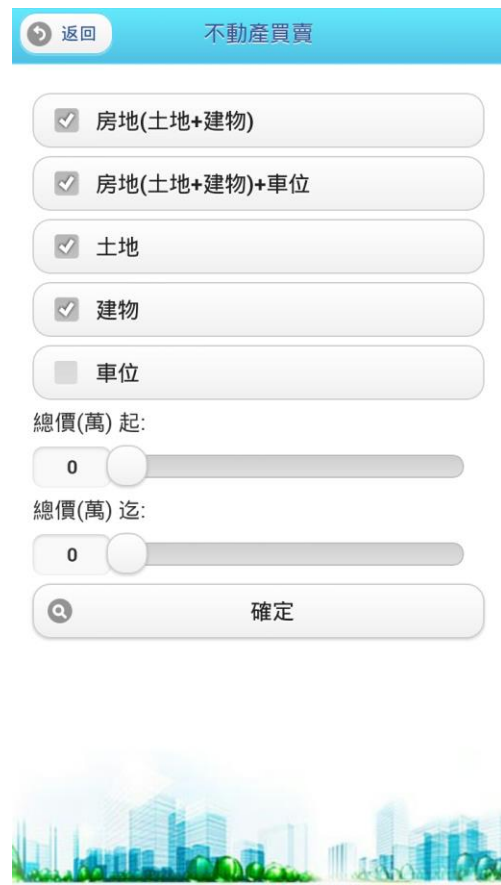 返回
不動產買賣
房地(土地+建物)
房地(土地+建物)+車位
土地
建物
車位
總價(萬) 起:
0
總價(萬) 迄:
0
確定